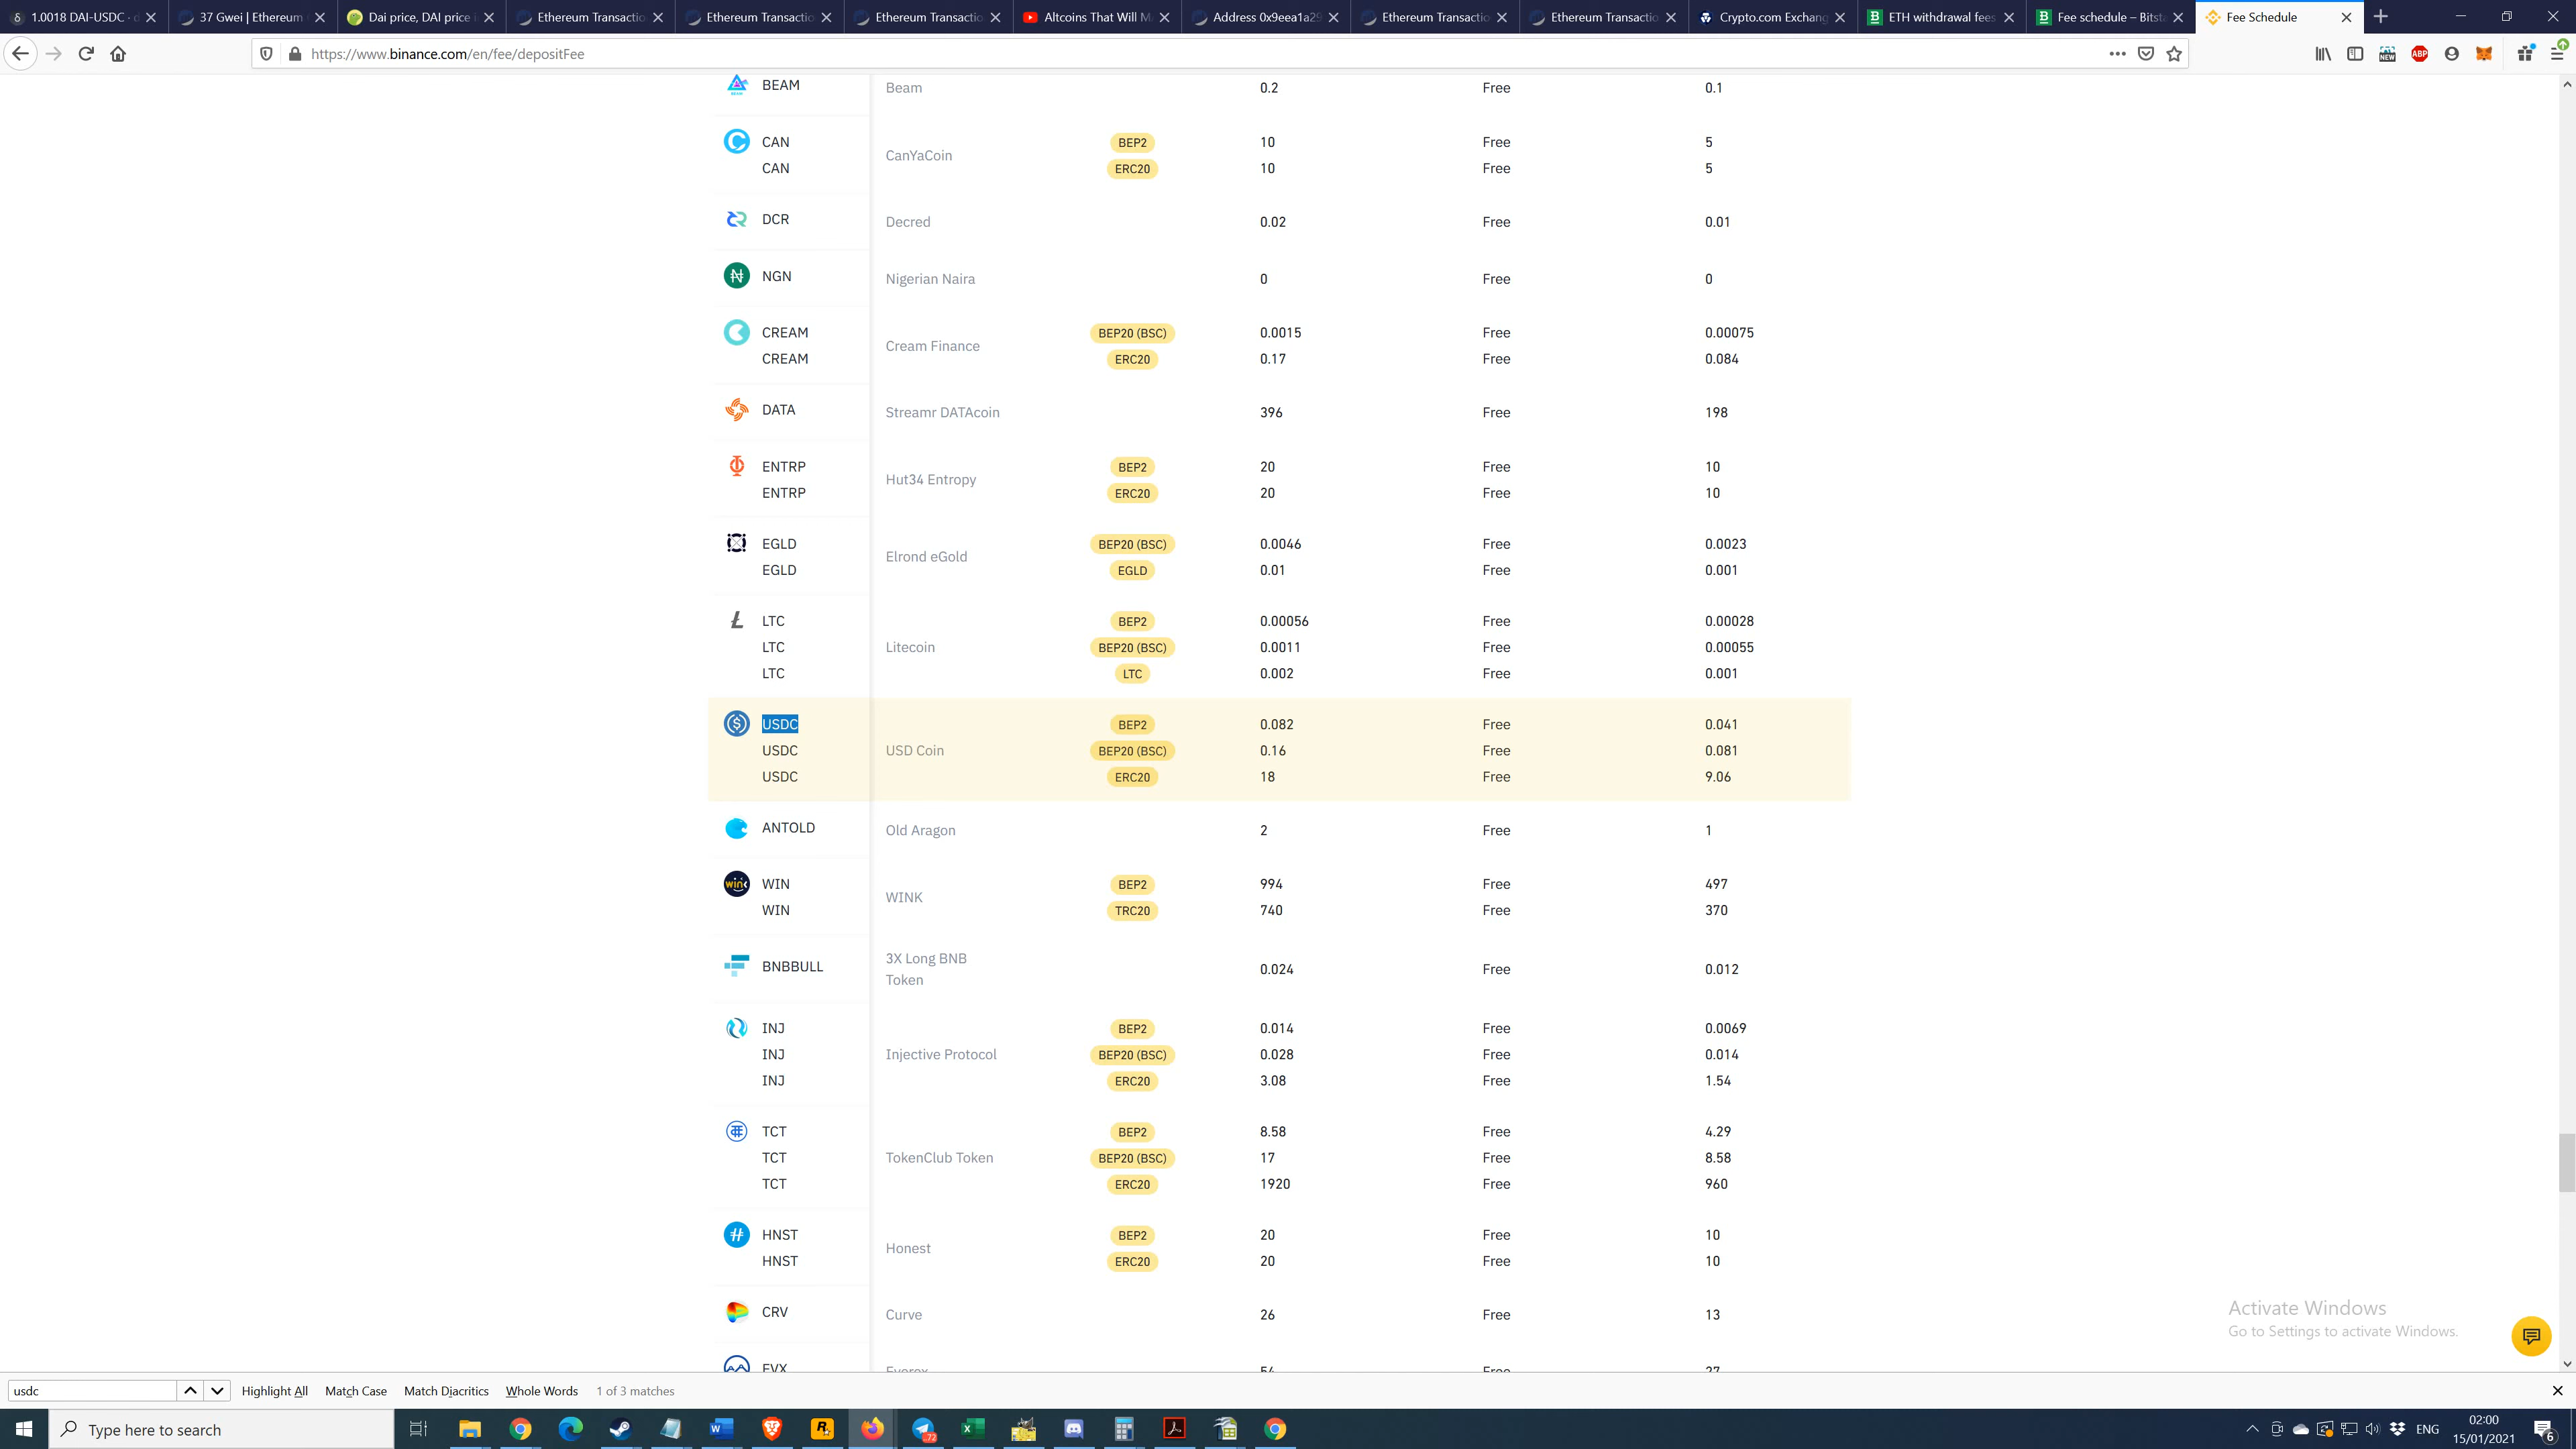 1.0018 DAI-USDC · d
37 Gwei | Ethereum
Dai price, DAI price i
Ethereum Transactio
Ethereum Transactio
Ethereum Transactio
Altcoins That Will M
Address 0x9eea1a29
Ethereum Transactio
Ethereum Transactio
Crypto.com Exchang
ETH withdrawal fees
Fee schedule – Bitst
Fee Schedule
https://www.binance.com/en/fee/depositFee
NEW
ABP
BEAM Beam 0.2 Free 0.1
CAN BEP2 10 Free 5
CanYaCoin
CAN ERC20 10 Free 5
DCR Decred 0.02 Free 0.01
NGN Nigerian Naira 0 Free 0
CREAM BEP20 (BSC) 0.0015 Free 0.00075
Cream Finance
CREAM ERC20 0.17 Free 0.084
DATA Streamr DATAcoin 396 Free 198
ENTRP BEP2 20 Free 10
Hut34 Entropy
ENTRP ERC20 20 Free 10
EGLD BEP20 (BSC) 0.0046 Free 0.0023
Elrond eGold
EGLD EGLD 0.01 Free 0.001
LTC BEP2 0.00056 Free 0.00028
LTC Litecoin BEP20 (BSC) 0.0011 Free 0.00055
LTC LTC 0.002 Free 0.001
USDC BEP2 0.082 Free 0.041
USDC USD Coin BEP20 (BSC) 0.16 Free 0.081
USDC ERC20 18 Free 9.06
ANTOLD Old Aragon 2 Free 1
WIN BEP2 994 Free 497
WINK
WIN TRC20 740 Free 370
3X Long BNB
BNBBULL 0.024 Free 0.012
Token
INJ BEP2 0.014 Free 0.0069
INJ Injective Protocol BEP20 (BSC) 0.028 Free 0.014
INJ ERC20 3.08 Free 1.54
TCT BEP2 8.58 Free 4.29
TCT TokenClub Token BEP20 (BSC) 17 Free 8.58
TCT ERC20 1920 Free 960
HNST BEP2 20 Free 10
Honest
HNST ERC20 20 Free 10
CRV Curve 26 Free 13
EVX Everex 54 Free 27
Activate Windows
Go to Settings to activate Windows.
usdc Highlight All Match Case Match Diacritics Whole Words 1 of 3 matches
Type here to search
72
ENG
02:00
15/01/2021
6